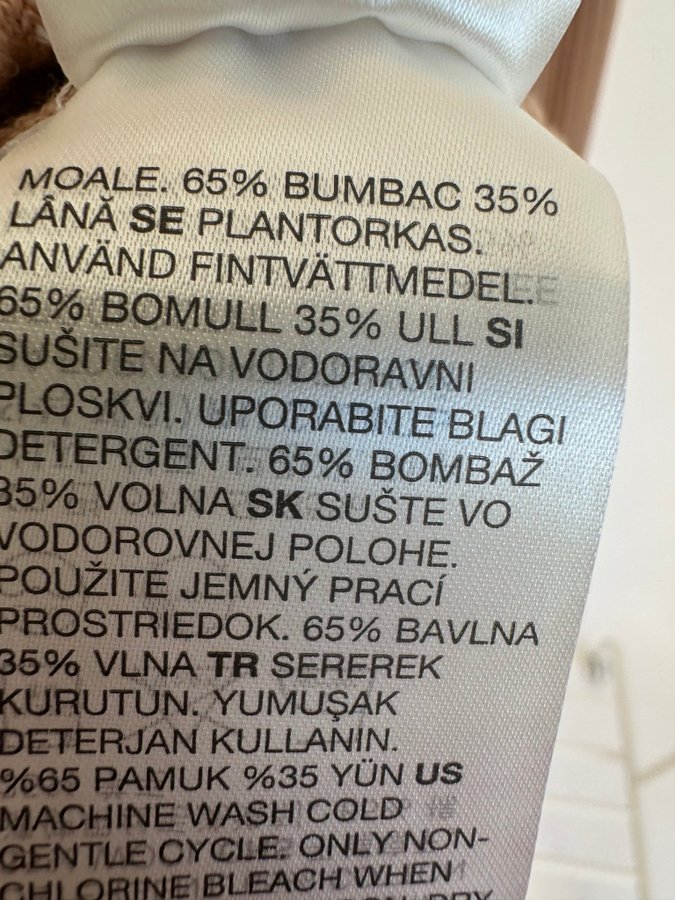 MOALE. 65% BUMBAC 35%
LÂNĂ SE PLANTORKAS.
ANVÄND FINTVÄTTMEDEL.
65% BOMULL 35% ULL SI
SUŠITE NA VODORAVNI
PLOSKVI. UPORABITE BLAGI
DETERGENT. 65% BOMBAŽ
35% VOLNA SK SUŠTE VO
VODOROVNEJ POLOHE.
POUŽITE JEMNÝ PRACÍ
PROSTRIEDOK. 65% BAVLNA
35% VLNA TR SEREREK
KURUTUN. YUMUŞAK
DETERJAN KULLANIN.
%65 PAMUK %35 YÜN US
MACHINE WASH COLD
GENTLE CYCLE. ONLY NON-
CHLORINE BLEACH WHEN